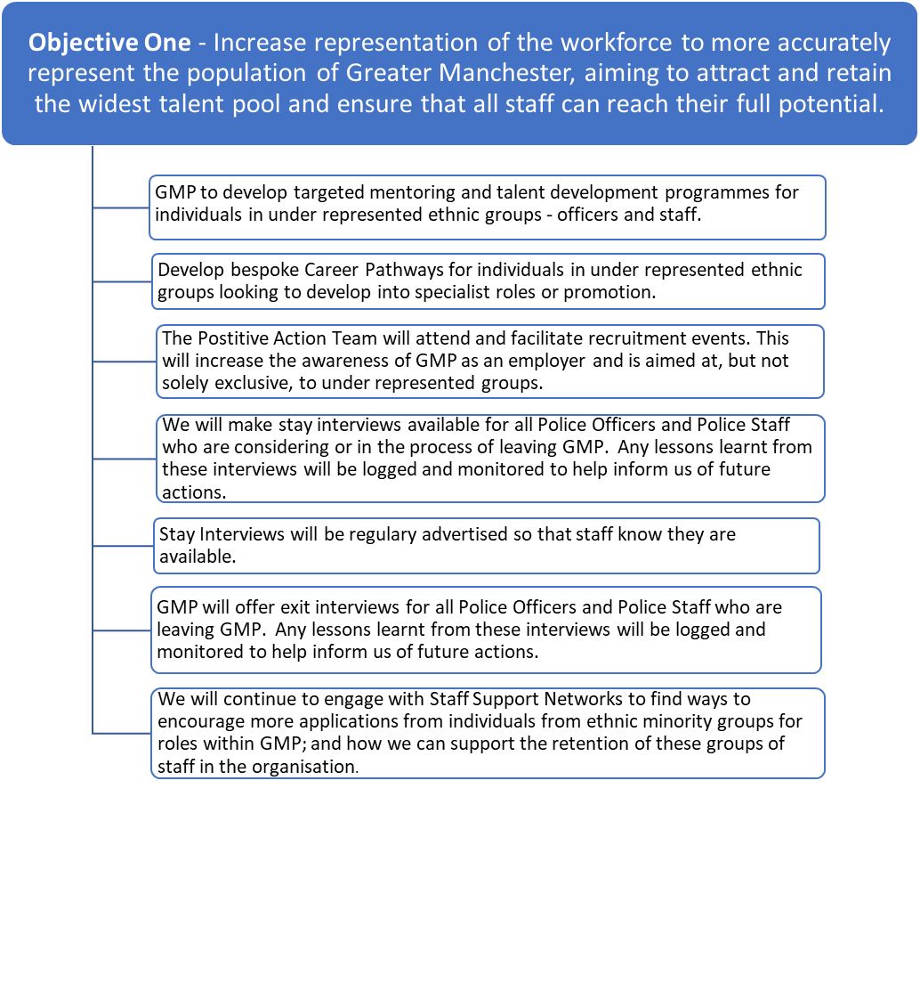 Objective One - Increase representation of the workforce to more accurately
represent the population of Greater Manchester, aiming to attract and retain
the widest talent pool and ensure that all staff can reach their full potential.
GMP to develop targeted mentoring and talent development programmes for
individuals in under represented ethnic groups - officers and staff.
Develop bespoke Career Pathways for individuals in under represented ethnic
groups looking to develop into specialist roles or promotion.
The Postitive Action Team will attend and facilitate recruitment events. This
will increase the awareness of GMP as an employer and is aimed at, but not
solely exclusive, to under represented groups.
We will make stay interviews available for all Police Officers and Police Staff
who are considering or in the process of leaving GMP.  Any lessons learnt from
these interviews will be logged and monitored to help inform us of future
actions.
Stay Interviews will be regulary advertised so that staff know they are
available.
GMP will offer exit interviews for all Police Officers and Police Staff who are
leaving GMP.  Any lessons learnt from these interviews will be logged and
monitored to help inform us of future actions.
We will continue to engage with Staff Support Networks to find ways to
encourage more applications from individuals from ethnic minority groups for
roles within GMP; and how we can support the retention of these groups of
staff in the organisation.